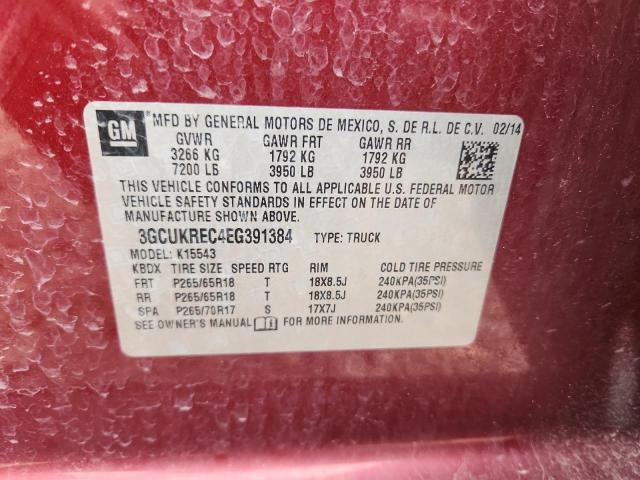 GM
MFD BY GENERAL MOTORS DE MEXICO, S. DE R.L. DE C.V. 02/14
GVWR GAWR FRT GAWR RR
3266 KG 1792 KG 1792 KG
7200 LB 3950 LB 3950 LB
THIS VEHICLE CONFORMS TO ALL APPLICABLE U.S. FEDERAL MOTOR
VEHICLE SAFETY STANDARDS IN EFFECT ON THE DATE OF
MANUFACTURE SHOWN ABOVE.
3GCUKREC4EG391384 TYPE: TRUCK
MODEL: K15543
KBDX TIRE SIZE SPEED RTG RIM COLD TIRE PRESSURE
FRT P265/65R18 T 18X8.5J 240KPA(35PSI)
RR P265/65R18 T 18X8.5J 240KPA(35PSI)
SPA P265/70R17 S 17X7J 240KPA(35PSI)
SEE OWNER'S MANUAL FOR MORE INFORMATION